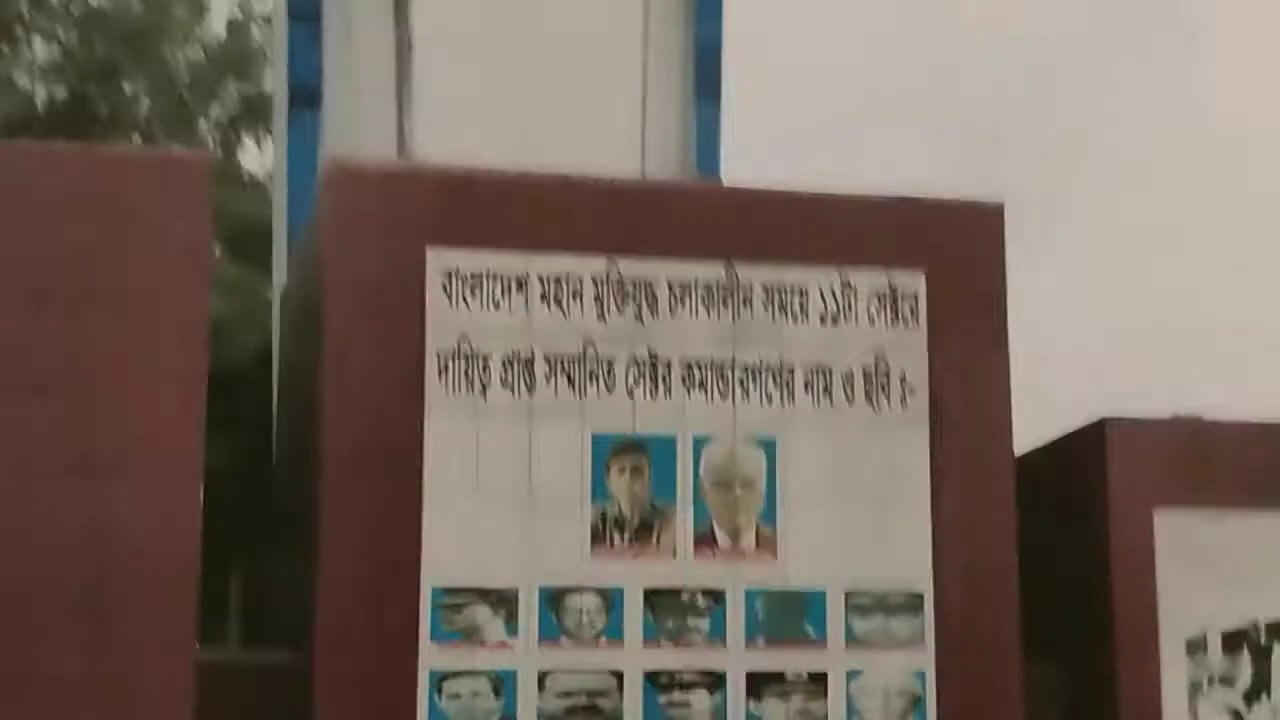 বাংলাদেশ মহান মুক্তিযুদ্ধ চলাকালীন সময়ে ১১টা সেক্টরে
দায়িত্ব প্রাপ্ত সম্মানিত সেক্টর কমান্ডারগণের নাম ও ছবি ঃ-